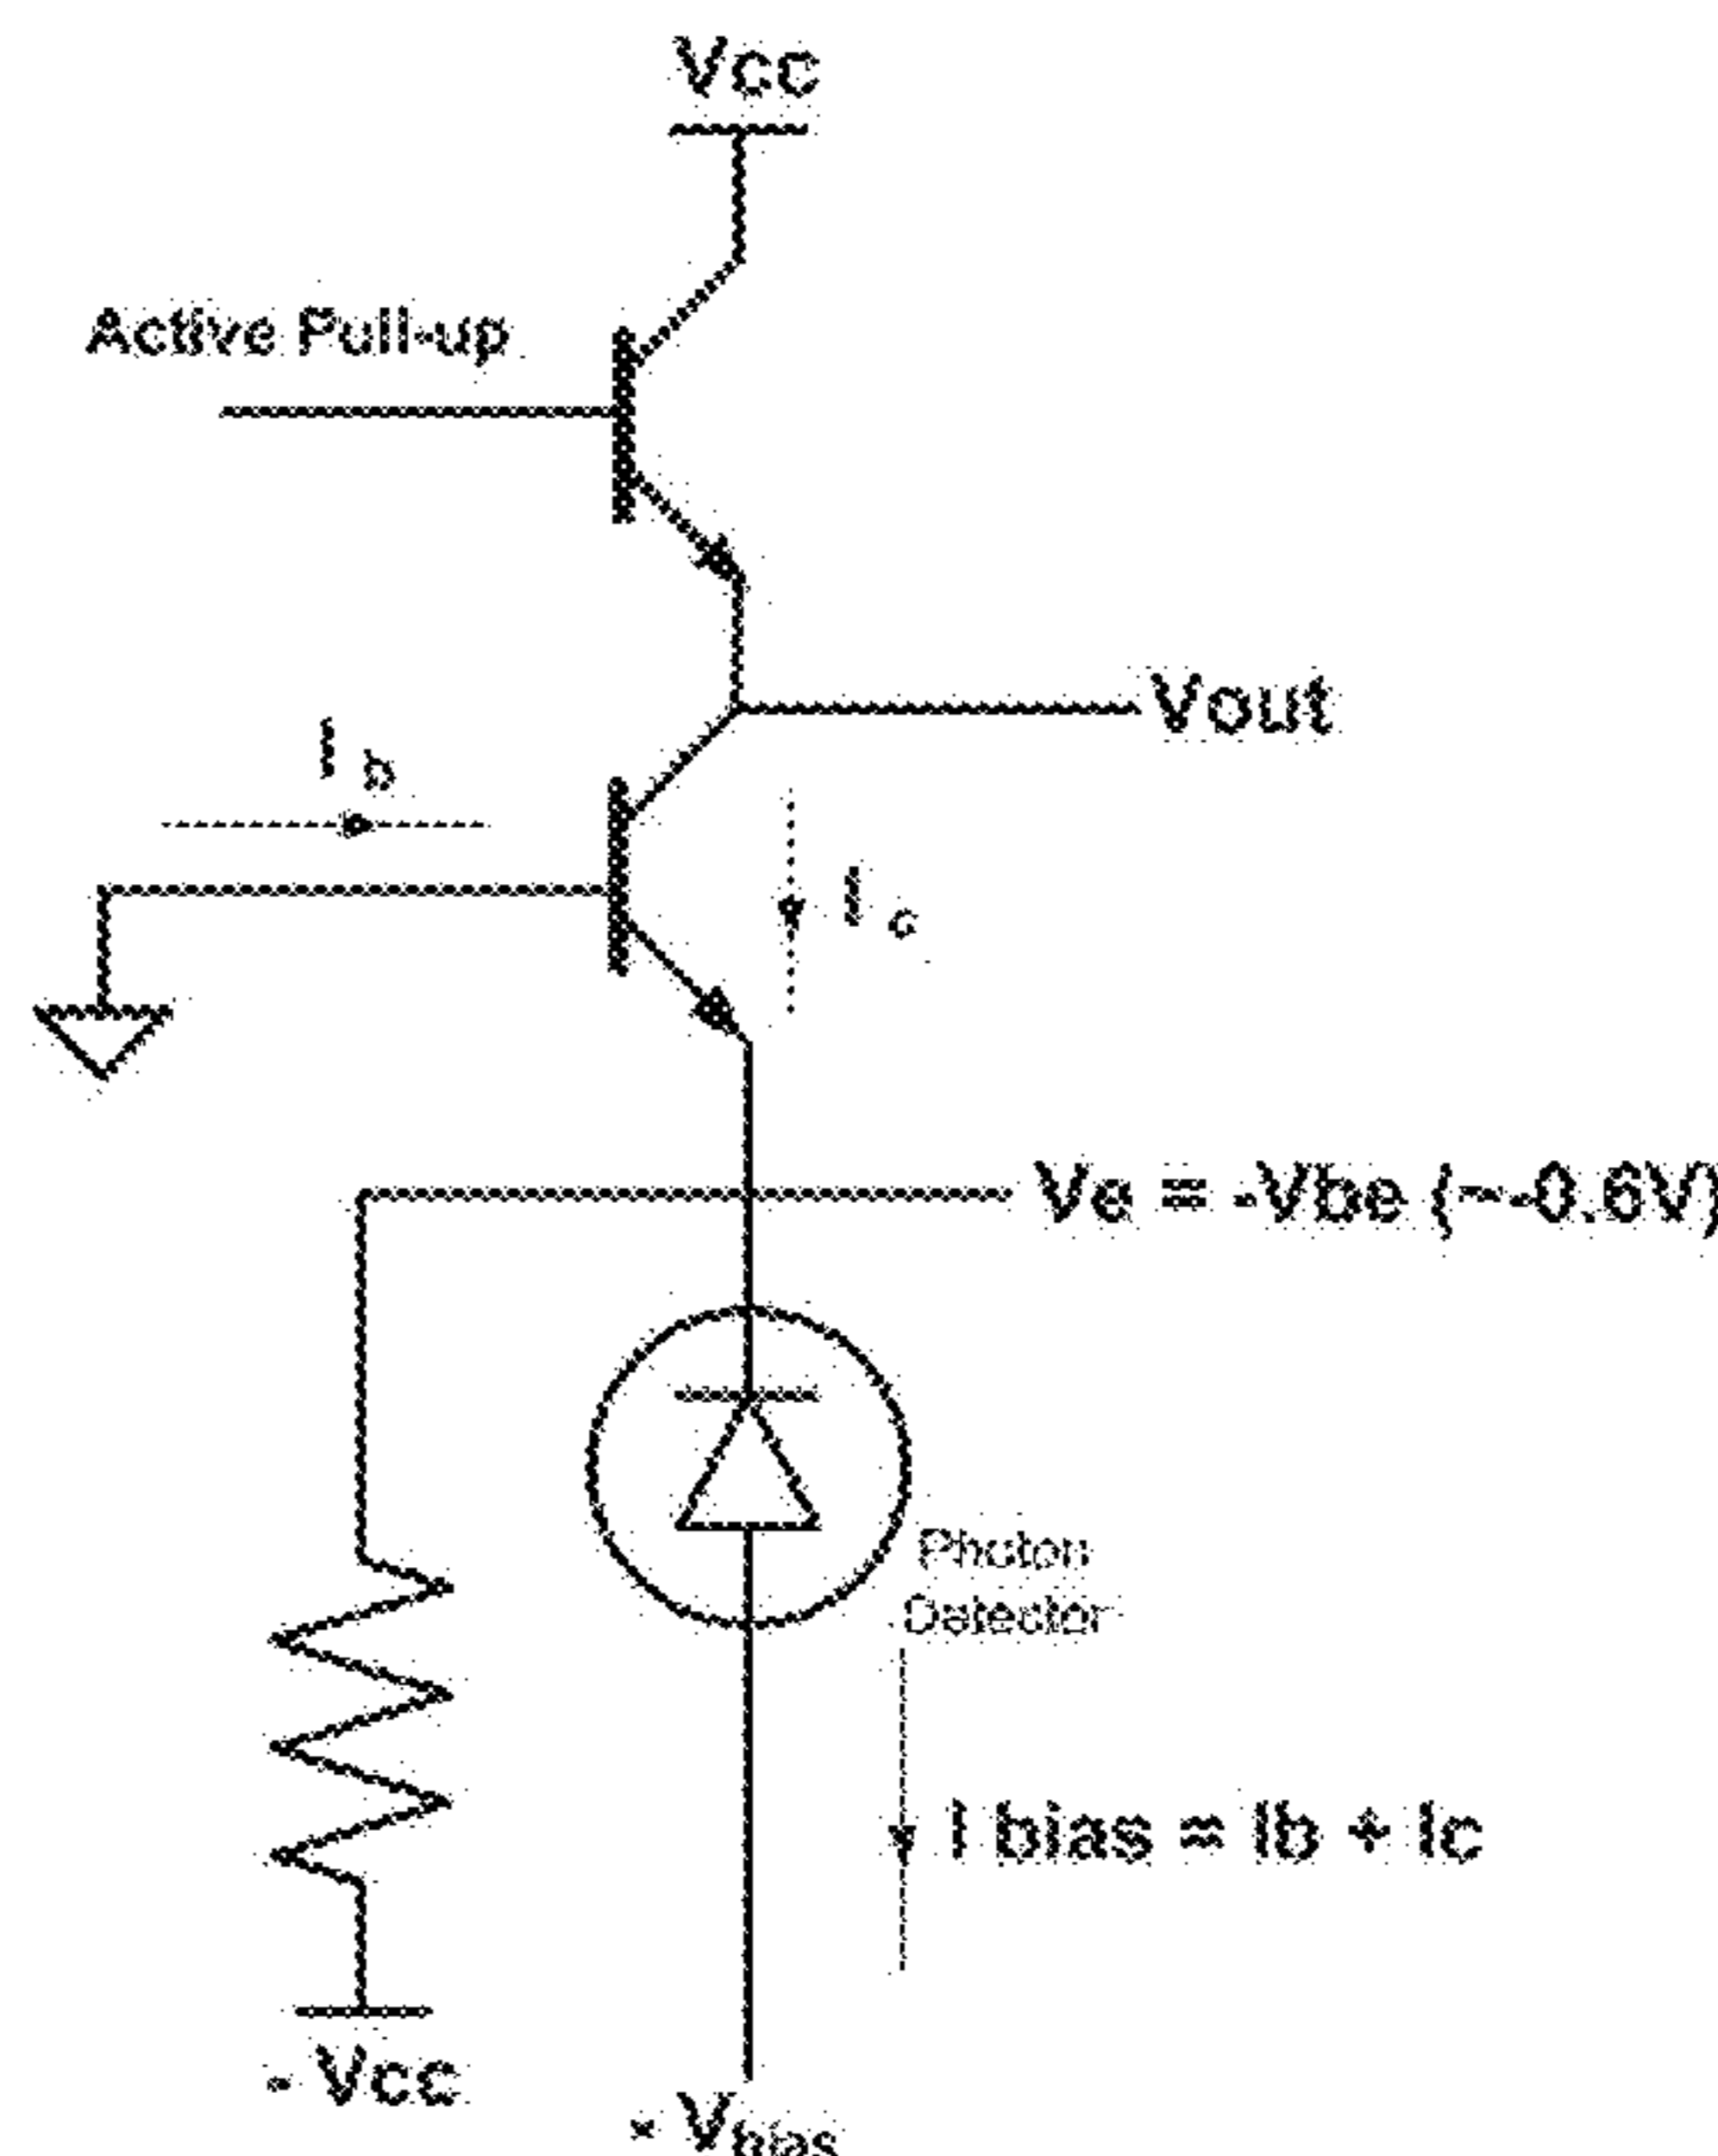 Vcc
Active Pull-up
Vout
I b
I c
Ve = -Vbe (~-0.6V)
Photon
Detector
I bias = Ib + Ic
- Vcc
- Vbias